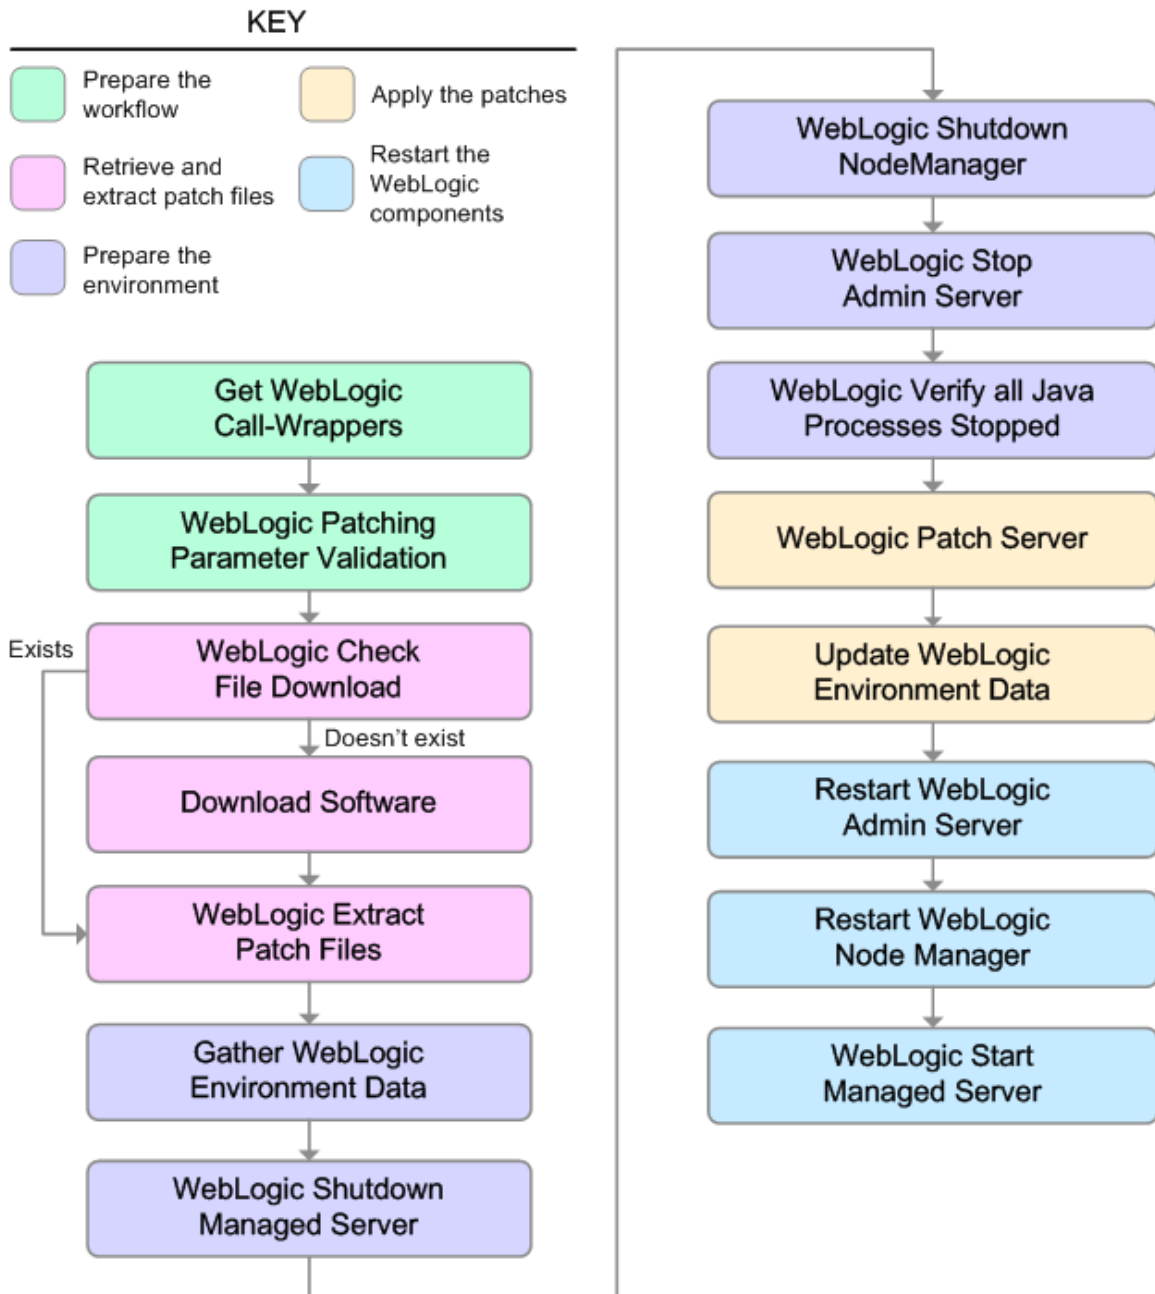 KEY
Prepare the
workflow
Apply the patches
Retrieve and
extract patch files
Restart the
WebLogic
components
Prepare the
environment
Get WebLogic
Call-Wrappers
WebLogic Patching
Parameter Validation
Exists
WebLogic Check
File Download
Doesn't exist
Download Software
WebLogic Extract
Patch Files
Gather WebLogic
Environment Data
WebLogic Shutdown
Managed Server
WebLogic Shutdown
NodeManager
WebLogic Stop
Admin Server
WebLogic Verify all Java
Processes Stopped
WebLogic Patch Server
Update WebLogic
Environment Data
Restart WebLogic
Admin Server
Restart WebLogic
Node Manager
WebLogic Start
Managed Server